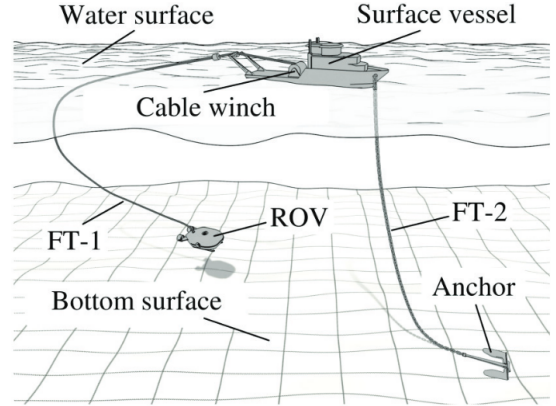 Water surface
Surface vessel
Cable winch
FT-1
ROV
FT-2
Bottom surface
Anchor